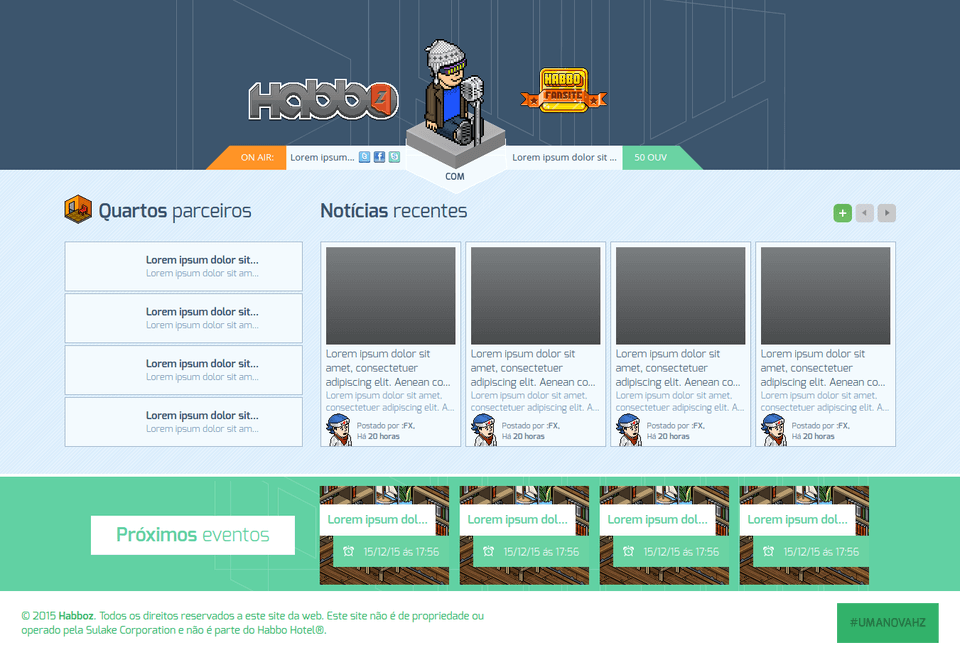 Habbo
HABBO
FANSITE
ON AIR:
Lorem ipsum...
Lorem ipsum dolor sit ...
50 OUV
COM
Quartos parceiros
Notícias recentes
Lorem ipsum dolor sit...
Lorem ipsum dolor sit am...
Lorem ipsum dolor sit...
Lorem ipsum dolor sit am...
Lorem ipsum dolor sit...
Lorem ipsum dolor sit am...
Lorem ipsum dolor sit...
Lorem ipsum dolor sit am...
Lorem ipsum dolor sit
amet, consectetuer
adipiscing elit. Aenean co...
Lorem ipsum dolor sit amet,
consectetuer adipiscing elit. A...
Postado por :FX,
Há 20 horas
Lorem ipsum dolor sit
amet, consectetuer
adipiscing elit. Aenean co...
Lorem ipsum dolor sit amet,
consectetuer adipiscing elit. A...
Postado por :FX,
Há 20 horas
Lorem ipsum dolor sit
amet, consectetuer
adipiscing elit. Aenean co...
Lorem ipsum dolor sit amet,
consectetuer adipiscing elit. A...
Postado por :FX,
Há 20 horas
Lorem ipsum dolor sit
amet, consectetuer
adipiscing elit. Aenean co...
Lorem ipsum dolor sit amet,
consectetuer adipiscing elit. A...
Postado por :FX,
Há 20 horas
Próximos eventos
Lorem ipsum dol...
15/12/15 ás 17:56
Lorem ipsum dol...
15/12/15 ás 17:56
Lorem ipsum dol...
15/12/15 ás 17:56
Lorem ipsum dol...
15/12/15 ás 17:56
© 2015 Habboz. Todos os direitos reservados a este site da web. Este site não é de propriedade ou
operado pela Sulake Corporation e não é parte do Habbo Hotel®.
#UMANOVAHZ